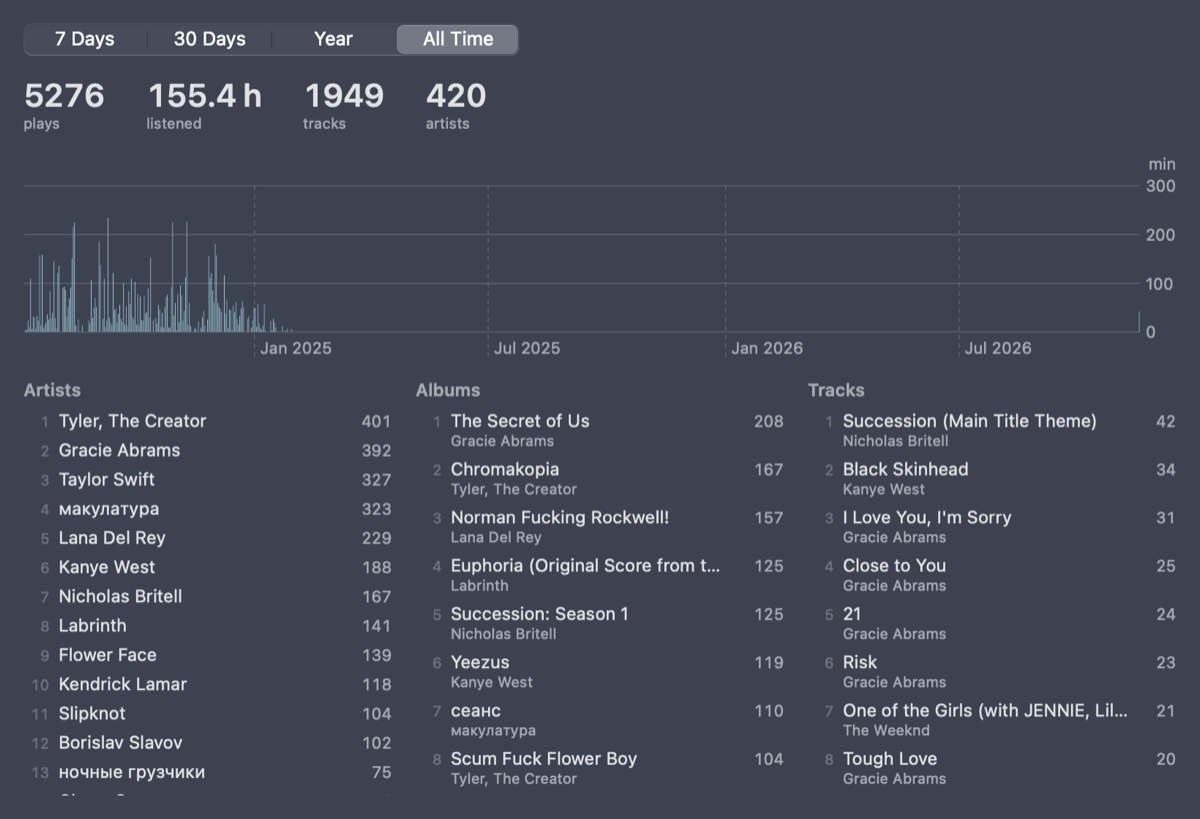 7 Days 30 Days Year All Time
5276 155.4 h 1949 420
plays listened tracks artists
min
300
200
100
0
Jan 2025 Jul 2025 Jan 2026 Jul 2026
Artists
1 Tyler, The Creator 401
2 Gracie Abrams 392
3 Taylor Swift 327
4 макулатура 323
5 Lana Del Rey 229
6 Kanye West 188
7 Nicholas Britell 167
8 Labrinth 141
9 Flower Face 139
10 Kendrick Lamar 118
11 Slipknot 104
12 Borislav Slavov 102
13 ночные грузчики 75
Albums
1 The Secret of Us 208
Gracie Abrams
2 Chromakopia 167
Tyler, The Creator
3 Norman Fucking Rockwell! 157
Lana Del Rey
4 Euphoria (Original Score from t... 125
Labrinth
5 Succession: Season 1 125
Nicholas Britell
6 Yeezus 119
Kanye West
7 сеанс 110
макулатура
8 Scum Fuck Flower Boy 104
Tyler, The Creator
Tracks
1 Succession (Main Title Theme) 42
Nicholas Britell
2 Black Skinhead 34
Kanye West
3 I Love You, I'm Sorry 31
Gracie Abrams
4 Close to You 25
Gracie Abrams
5 21 24
Gracie Abrams
6 Risk 23
Gracie Abrams
7 One of the Girls (with JENNIE, Lil... 21
The Weeknd
8 Tough Love 20
Gracie Abrams